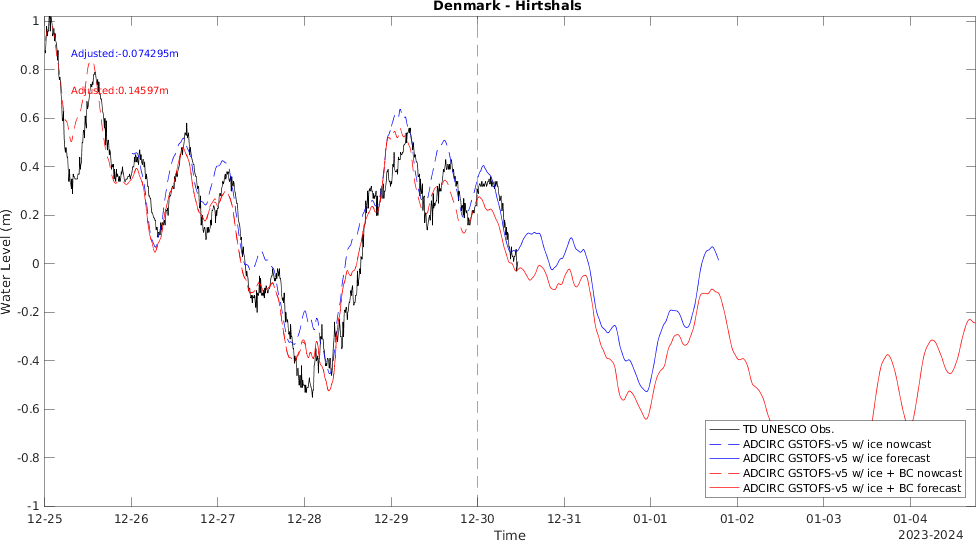 Denmark - Hirtshals
Adjusted:-0.074295m
Adjusted:0.14597m
Water Level (m)
1
0.8
0.6
0.4
0.2
0
-0.2
-0.4
-0.6
-0.8
-1
TD UNESCO Obs.
ADCIRC GSTOFS-v5 w/ ice nowcast
ADCIRC GSTOFS-v5 w/ ice forecast
ADCIRC GSTOFS-v5 w/ ice + BC nowcast
ADCIRC GSTOFS-v5 w/ ice + BC forecast
12-25 12-26 12-27 12-28 12-29 12-30 12-31 01-01 01-02 01-03 01-04
Time
2023-2024